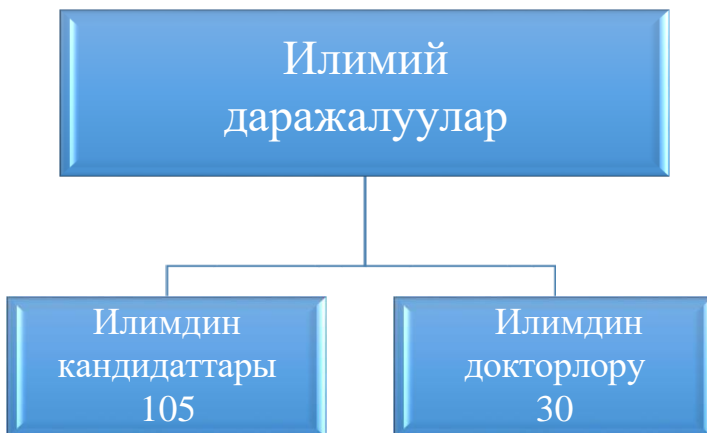 Илимий
даражалуулар
Илимдин
кандидаттары
105
Илимдин
докторлору
30